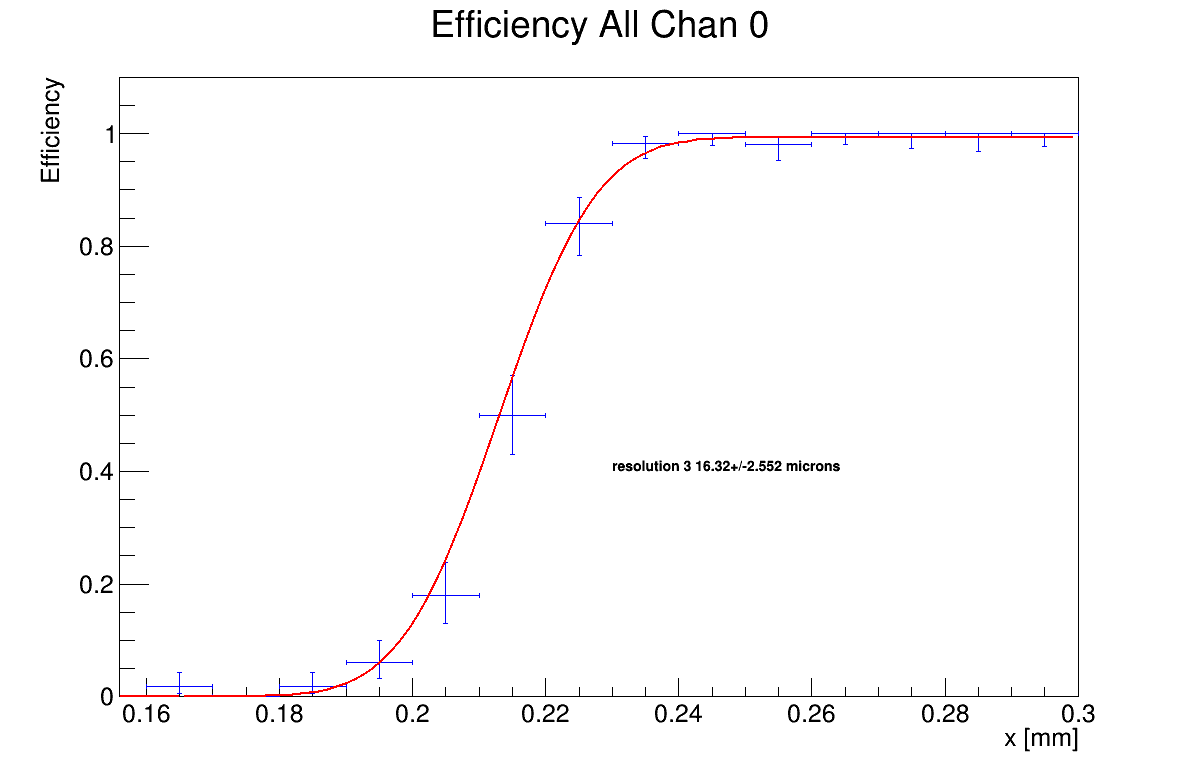 Efficiency All Chan 0
Efficiency
1
0.8
0.6
0.4
0.2
0
resolution 3 16.32+/-2.552 microns
0.16 0.18 0.2 0.22 0.24 0.26 0.28 0.3
x [mm]